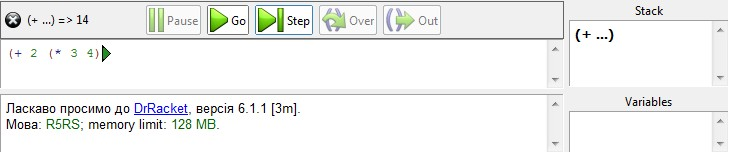 (+ ...) => 14
Pause
Go
Step
Over
Out
Stack
(+ 2 (* 3 4)
(+ ...)
Ласкаво просимо до DrRacket, версія 6.1.1 [3m].
Мова: R5RS; memory limit: 128 MB.
Variables